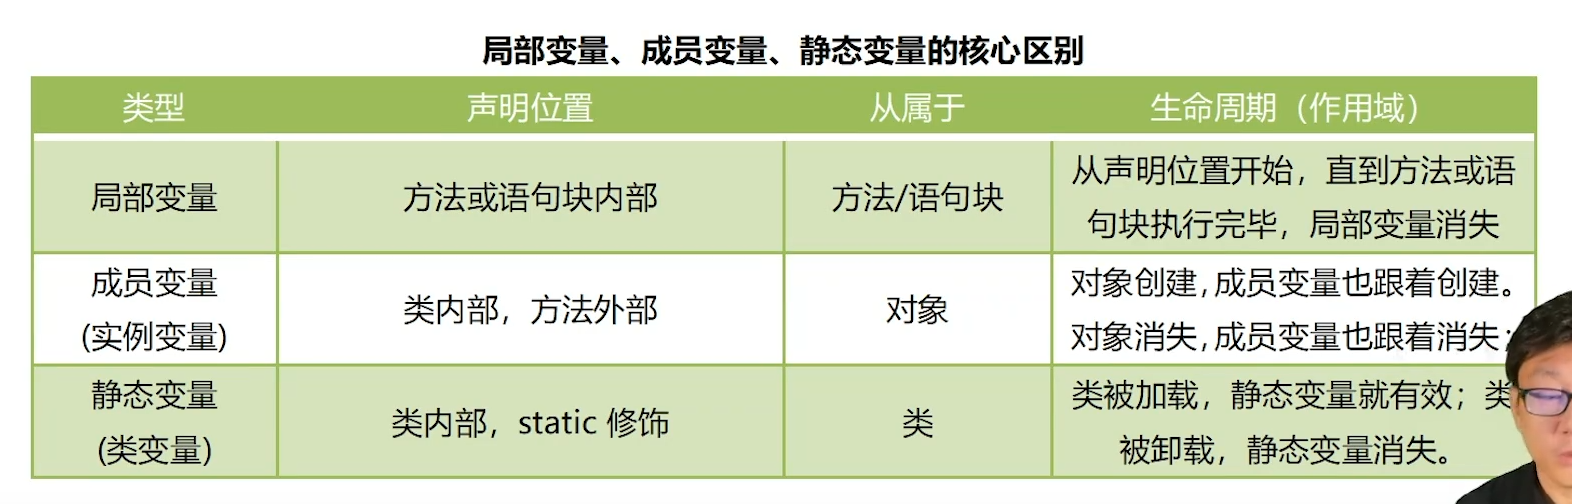 局部变量、成员变量、静态变量的核心区别
类型 声明位置 从属于 生命周期（作用域）
局部变量 方法或语句块内部 方法/语句块 从声明位置开始，直到方法或语
句块执行完毕，局部变量消失
成员变量
(实例变量) 类内部，方法外部 对象 对象创建，成员变量也跟着创建。
对象消失，成员变量也跟着消失；
静态变量
(类变量) 类内部，static 修饰 类 类被加载，静态变量就有效；类
被卸载，静态变量消失。